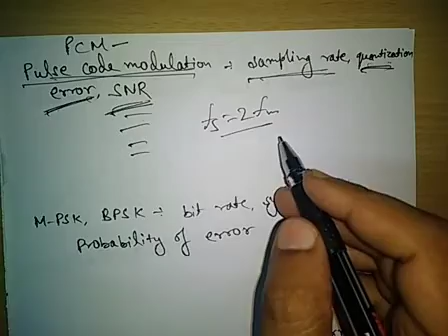 PCM-
Pulse code modulation :- sampling rate, quantization
error, SNR
fs = 2fm
M-PSK, BPSK :- bit rate,
Probability of error